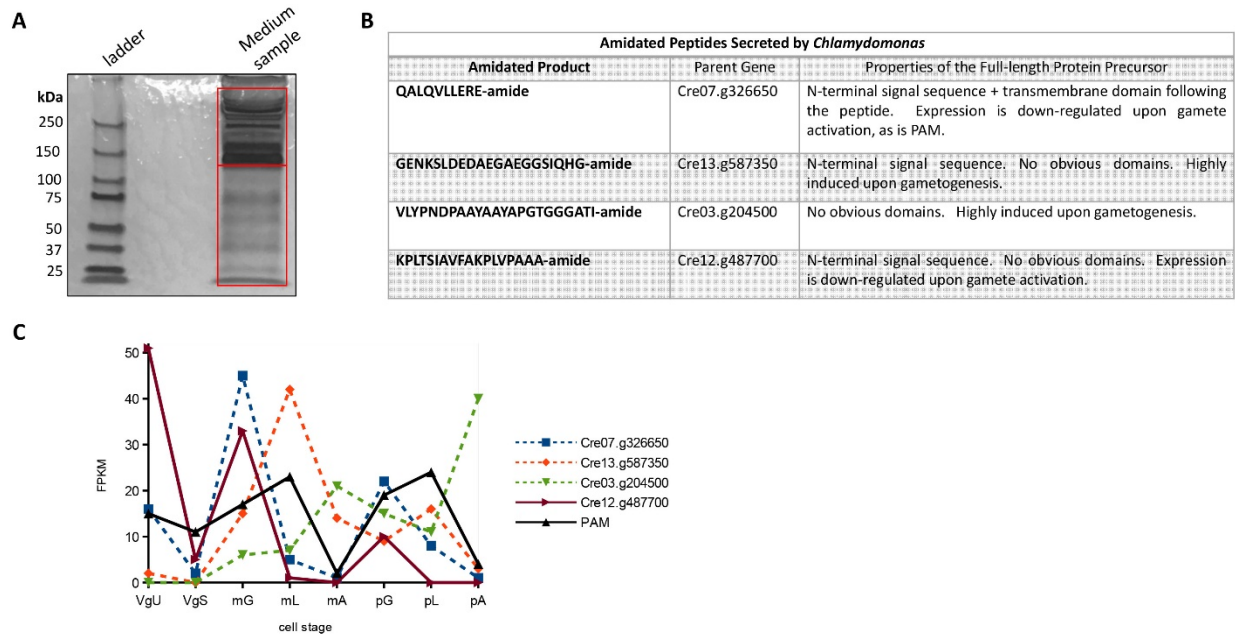 A
ladder
Medium
sample
kDa
250
150
100
75
50
37
25
B
Amidated Peptides Secreted by Chlamydomonas
Amidated Product Parent Gene Properties of the Full-length Protein Precursor
QALQVLLERE-amide Cre07.g326650 N-terminal signal sequence + transmembrane domain following
the peptide. Expression is down-regulated upon gamete
activation, as is PAM.
GENKSLDEDAEGAEGGSIQHG-amide Cre13.g587350 N-terminal signal sequence. No obvious domains. Highly
induced upon gametogenesis.
VLYPNDPAAYAAYAPGTGGGATI-amide Cre03.g204500 No obvious domains. Highly induced upon gametogenesis.
KPLTSIAVFAKPLVPAAA-amide Cre12.g487700 N-terminal signal sequence. No obvious domains. Expression
is down-regulated upon gamete activation.
C
50
40
30
20
10
0
FPKM
VgU VgS mG mL mA pG pL pA
cell stage
Cre07.g326650
Cre13.g587350
Cre03.g204500
Cre12.g487700
PAM